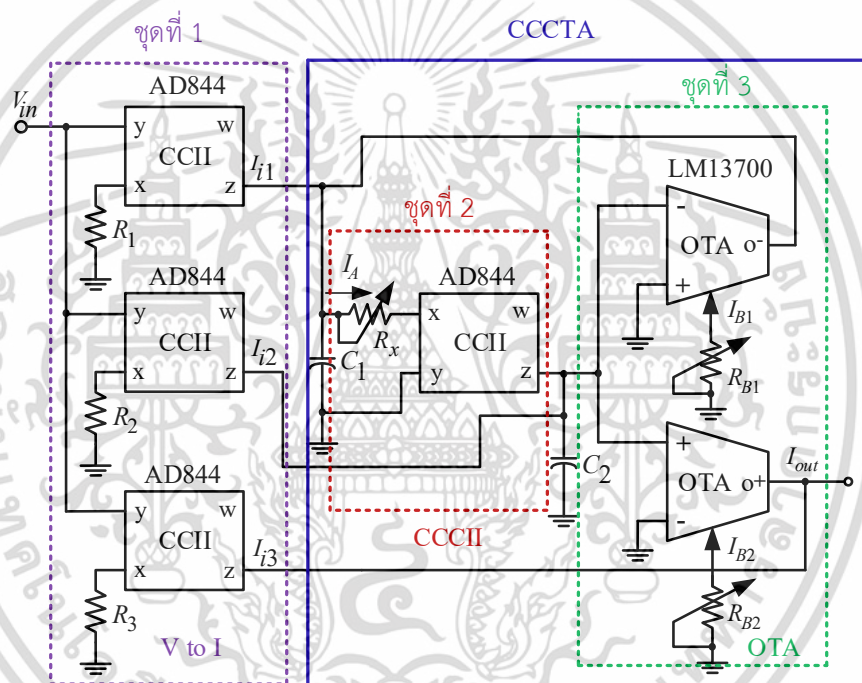 ชุดที่ 1
CCCTA
V_in
AD844
y
w
CCII
x
z
I_i1
R_1
AD844
y
w
CCII
x
z
I_i2
R_2
AD844
y
w
CCII
x
z
I_i3
R_3
V to I
ชุดที่ 2
I_A
AD844
x
w
CCII
y
z
R_x
C_1
C_2
CCCII
ชุดที่ 3
LM13700
-
OTA o-
+
I_B1
R_B1
+
OTA o+
-
I_out
I_B2
R_B2
OTA